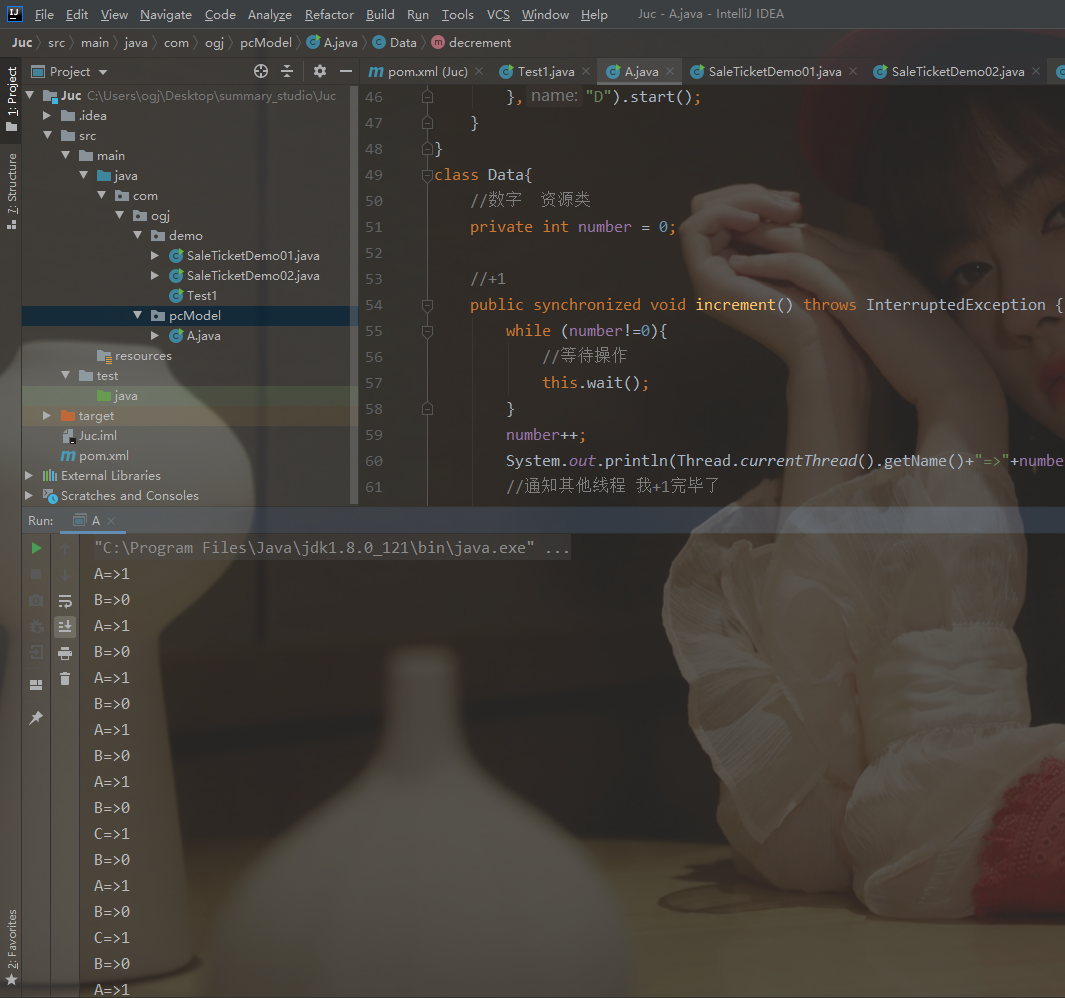 File Edit View Navigate Code Analyze Refactor Build Run Tools VCS Window Help Juc - A.java - IntelliJ IDEA
Juc src main java com ogj pcModel A.java Data decrement
Project pom.xml (Juc) Test1.java A.java SaleTicketDemo01.java SaleTicketDemo02.java
1: Project
7: Structure
2: Favorites
Juc C:\Users\ogj\Desktop\summary_studio\Juc
.idea
src
main
java
com
ogj
demo
SaleTicketDemo01.java
SaleTicketDemo02.java
Test1
pcModel
A.java
resources
test
java
target
Juc.iml
pom.xml
External Libraries
Scratches and Consoles
46 }, name: "D").start();
47 }
48 }
49 class Data{
50 //数字 资源类
51 private int number = 0;
52
53 //+1
54 public synchronized void increment() throws InterruptedException {
55 while (number!=0){
56 //等待操作
57 this.wait();
58 }
59 number++;
60 System.out.println(Thread.currentThread().getName()+"=>"+numbe
61 //通知其他线程 我+1完毕了
Run: A
"C:\Program Files\Java\jdk1.8.0_121\bin\java.exe" ...
A=>1
B=>0
A=>1
B=>0
A=>1
B=>0
A=>1
B=>0
A=>1
B=>0
C=>1
B=>0
A=>1
B=>0
C=>1
B=>0
A=>1